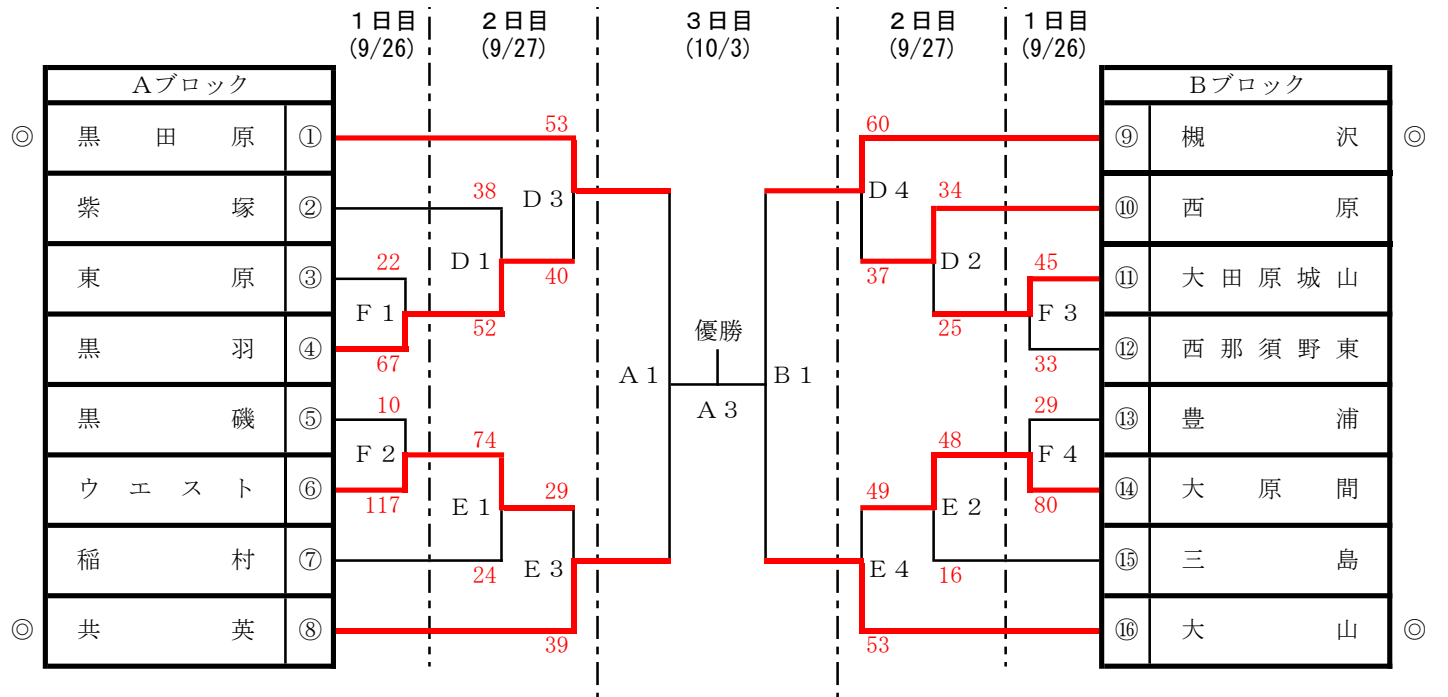 １日目 ２日目 ３日目 ２日目 １日目
(9/26) (9/27) (10/3) (9/27) (9/26)
Ａブロック Ｂブロック
◎ 黒田原 ① 53 60 ⑨ 槻沢 ◎
紫塚 ② 38 Ｄ３ Ｄ４ 34 ⑩ 西原
東原 ③ 22 Ｄ１ 40 37 Ｄ２ 45 ⑪ 大田原城山
Ｆ１ 52 25 Ｆ３
黒羽 ④ 67 優勝 33 ⑫ 西那須野東
Ａ１ Ｂ１
Ａ３
黒磯 ⑤ 10 29 ⑬ 豊浦
Ｆ２ 74 48 Ｆ４
ウエスト ⑥ 117 Ｅ１ 29 49 Ｅ２ 80 ⑭ 大原間
稲村 ⑦ 24 Ｅ３ Ｅ４ 16 ⑮ 三島
◎ 共英 ⑧ 39 53 ⑯ 大山 ◎